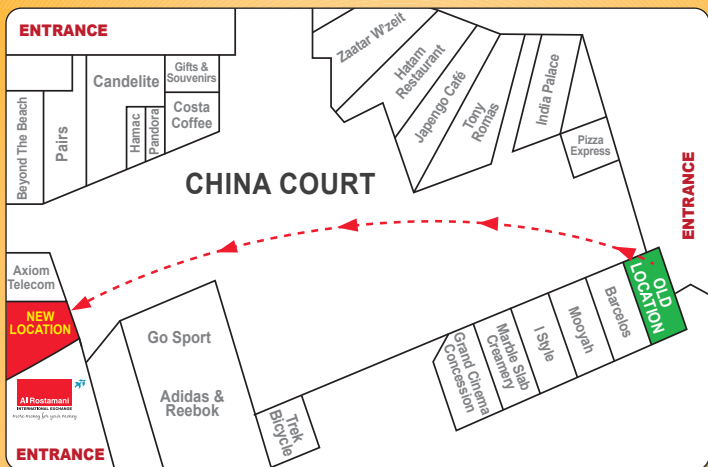 ENTRANCE
Beyond The Beach
Pairs
Candelite
Hamac
Pandora
Gifts &
Souvenirs
Costa
Coffee
Zaatar W'zeit
Hatam
Restaurant
Japengo Café
Tony
Romas
India Palace
Pizza
Express
ENTRANCE
CHINA COURT
Axiom
Telecom
NEW
LOCATION
OLD
LOCATION
Barcelos
Mooyah
I Style
Marble Slab
Creamery
Grand Cinema
Concession
Go Sport
Adidas &
Reebok
Trek
Bicycle
Al Rostamani
INTERNATIONAL EXCHANGE
more money for your money
ENTRANCE